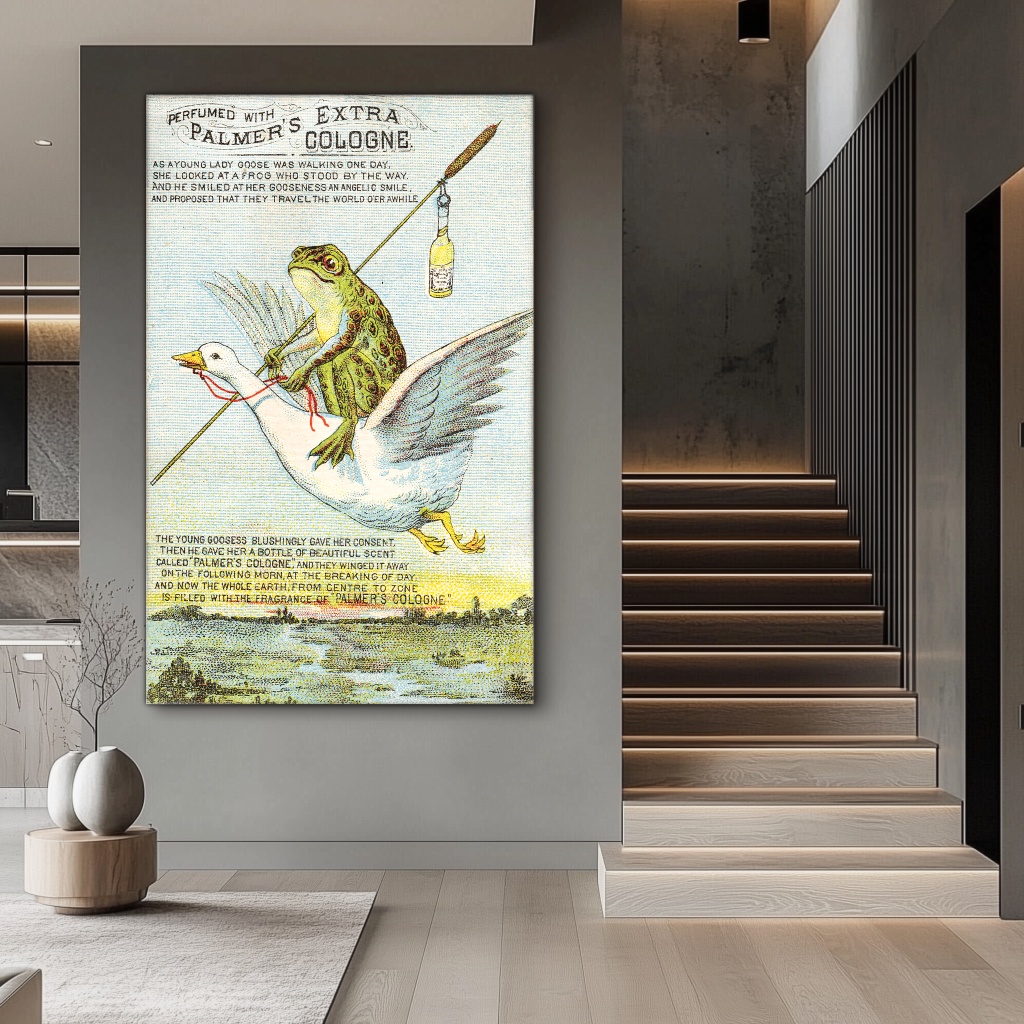 PERFUMED WITH
PALMER'S EXTRA
COLOGNE.
AS A YOUNG LADY GOOSE WAS WALKING ONE DAY,
SHE LOOKED AT A FROG WHO STOOD BY THE WAY.
AND HE SMILED AT HER GOOSENESS AN ANGELIC SMILE,
AND PROPOSED THAT THEY TRAVEL THE WORLD O'ER AWHILE.
THE YOUNG GOOSESS BLUSHINGLY GAVE HER CONSENT,
THEN HE GAVE HER A BOTTLE OF BEAUTIFUL SCENT
CALLED "PALMER'S COLOGNE," AND THEY WINGED IT AWAY
ON THE FOLLOWING MORN, AT THE BREAKING OF DAY.
AND NOW THE WHOLE EARTH, FROM CENTRE TO ZONE
IS FILLED WITH THE FRAGRANCE OF "PALMER'S COLOGNE."